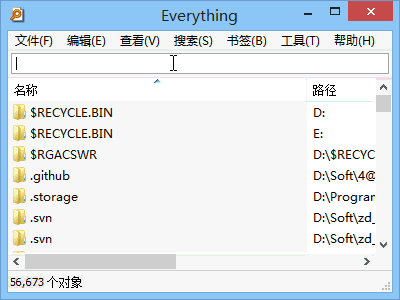 Everything
文件(F) 编辑(E) 查看(V) 搜索(S) 书签(B) 工具(T) 帮助(H)
名称 路径
$RECYCLE.BIN D:
$RECYCLE.BIN E:
$RGACSWR D:\$RECYC
.github D:\Soft\4@
.storage D:\Program
.svn D:\Soft\zd_
.svn D:\Soft\zd_
56,673 个对象